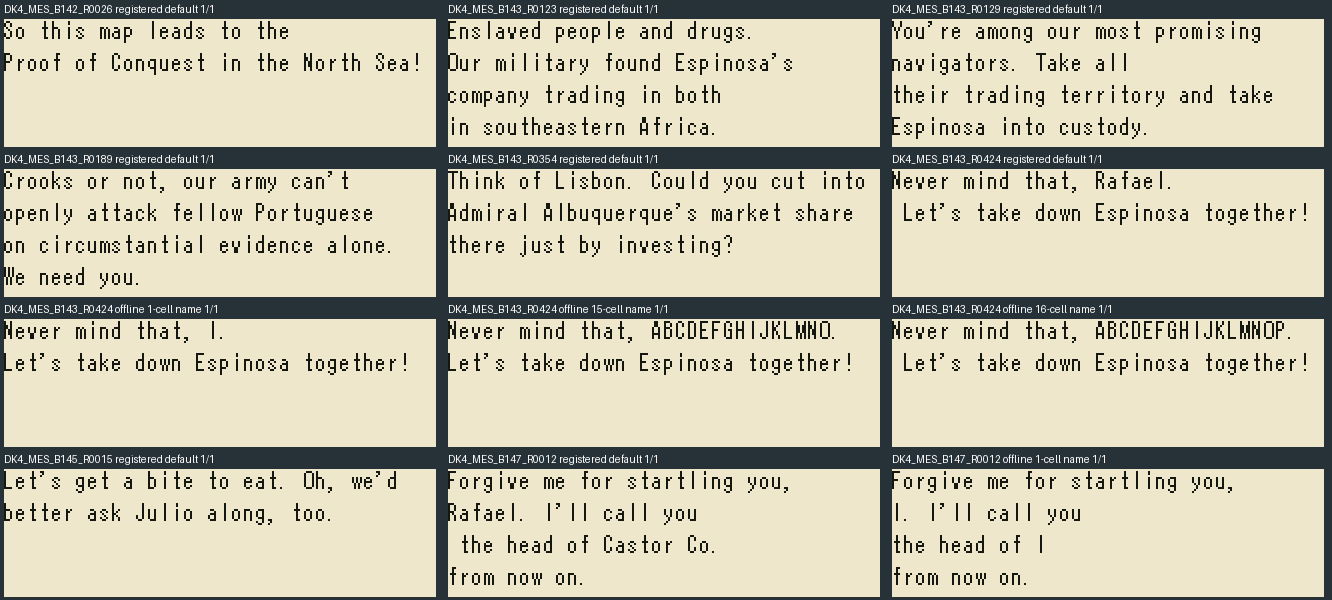 DK4_MES_B142_R0026 registered default 1/1
So this map leads to the
Proof of Conquest in the North Sea!
DK4_MES_B143_R0123 registered default 1/1
Enslaved people and drugs.
Our military found Espinosa's
company trading in both
in southeastern Africa.
DK4_MES_B143_R0129 registered default 1/1
You're among our most promising
navigators. Take all
their trading territory and take
Espinosa into custody.
DK4_MES_B143_R0189 registered default 1/1
Crooks or not, our army can't
openly attack fellow Portuguese
on circumstantial evidence alone.
We need you.
DK4_MES_B143_R0354 registered default 1/1
Think of Lisbon. Could you cut into
Admiral Albuquerque's market share
there just by investing?
DK4_MES_B143_R0424 registered default 1/1
Never mind that, Rafael.
Let's take down Espinosa together!
DK4_MES_B143_R0424 offline 1-cell name 1/1
Never mind that, I.
Let's take down Espinosa together!
DK4_MES_B143_R0424 offline 15-cell name 1/1
Never mind that, ABCDEFGHIJKLMNO.
Let's take down Espinosa together!
DK4_MES_B143_R0424 offline 16-cell name 1/1
Never mind that, ABCDEFGHIJKLMNOP.
Let's take down Espinosa together!
DK4_MES_B145_R0015 registered default 1/1
Let's get a bite to eat. Oh, we'd
better ask Julio along, too.
DK4_MES_B147_R0012 registered default 1/1
Forgive me for startling you,
Rafael. I'll call you
the head of Castor Co.
from now on.
DK4_MES_B147_R0012 offline 1-cell name 1/1
Forgive me for startling you,
I. I'll call you
the head of I
from now on.